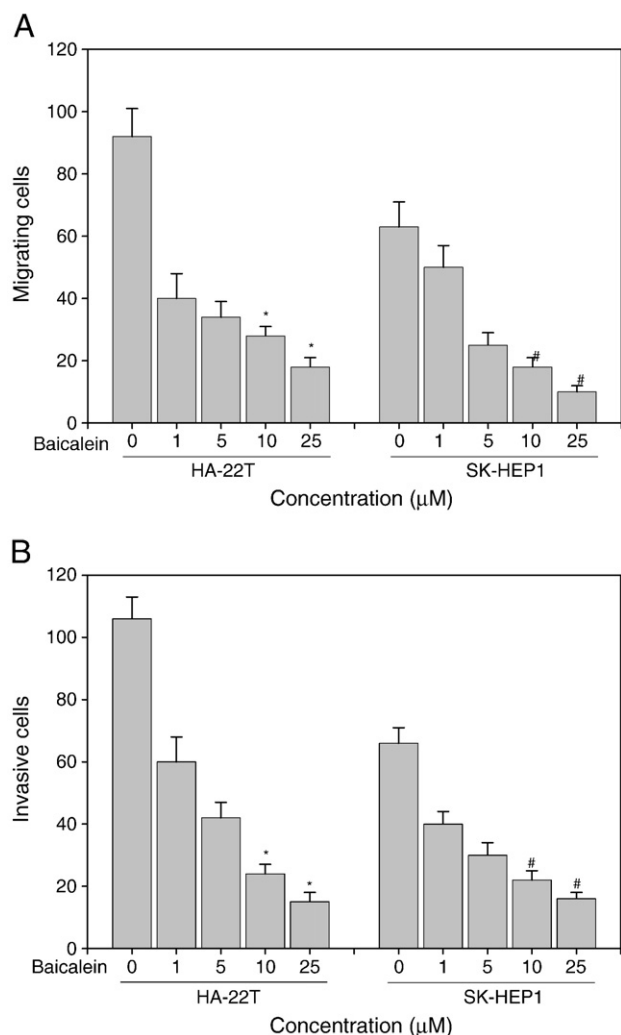 A
120
100
80
60
40
20
0
Migrating cells
* * # #
Baicalein 0 1 5 10 25 0 1 5 10 25
HA-22T SK-HEP1
Concentration (μM)
B
120
100
80
60
40
20
0
Invasive cells
* * # #
Baicalein 0 1 5 10 25 0 1 5 10 25
HA-22T SK-HEP1
Concentration (μM)